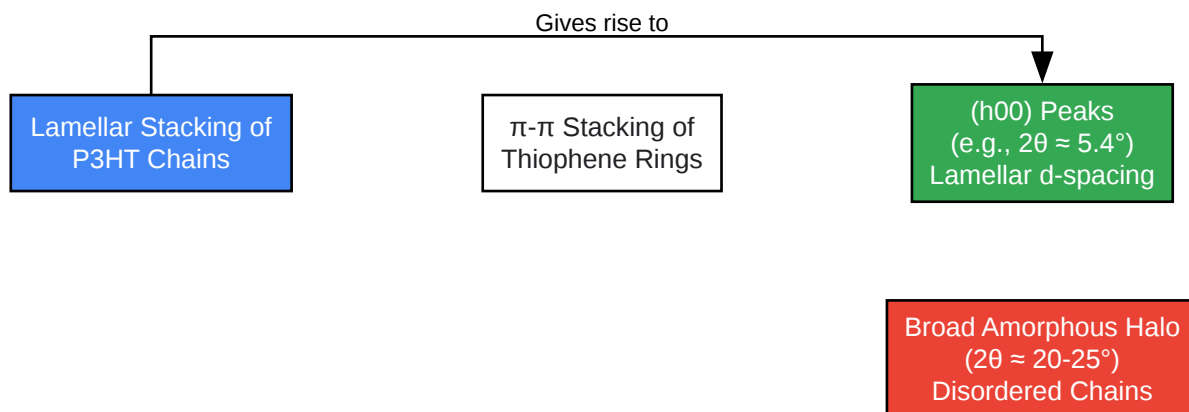 Gives rise to
Lamellar Stacking of
P3HT Chains
π-π Stacking of
Thiophene Rings
(h00) Peaks
(e.g., 2θ ≈ 5.4°)
Lamellar d-spacing
Broad Amorphous Halo
(2θ ≈ 20-25°)
Disordered Chains